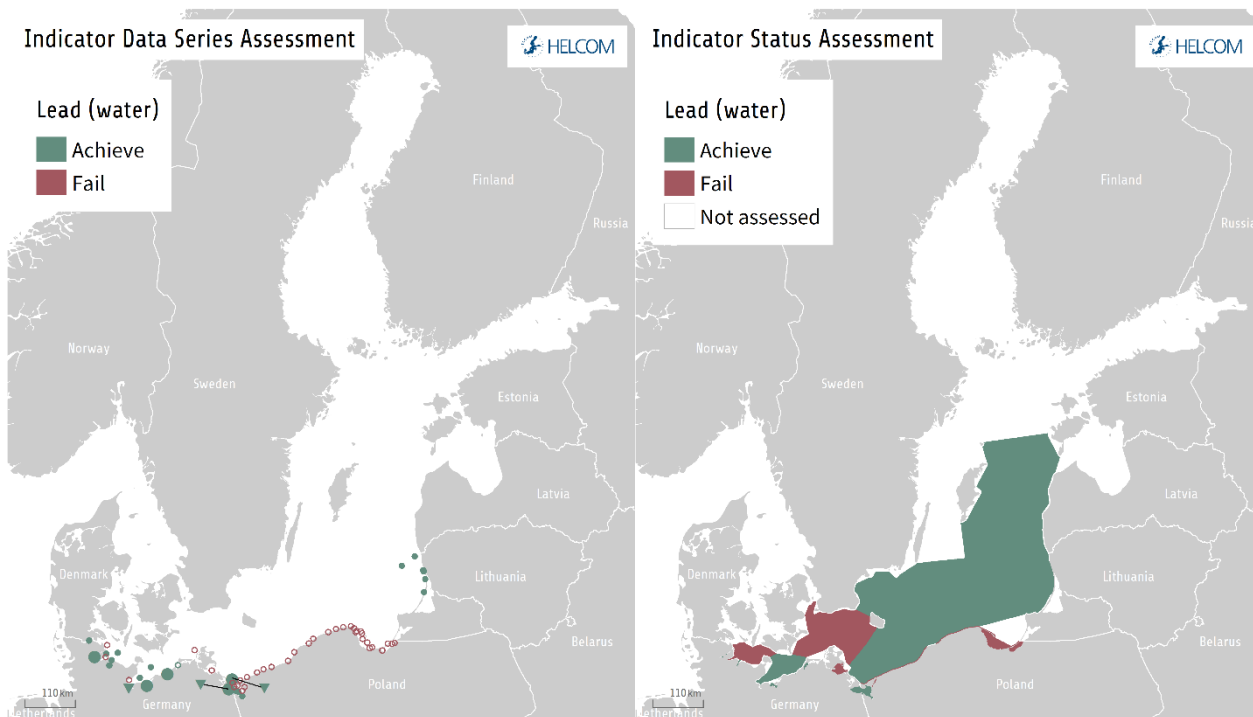 Indicator Data Series Assessment
HELCOM
Lead (water)
Achieve
Fail
Finland
Russia
Norway
Sweden
Estonia
Latvia
Denmark
Lithuania
Belarus
Poland
Germany
110km
Netherlands
Indicator Status Assessment
HELCOM
Lead (water)
Achieve
Fail
Not assessed
Finland
Russia
Norway
Sweden
Estonia
Latvia
Denmark
Lithuania
Belarus
Poland
Germany
110km
Netherlands